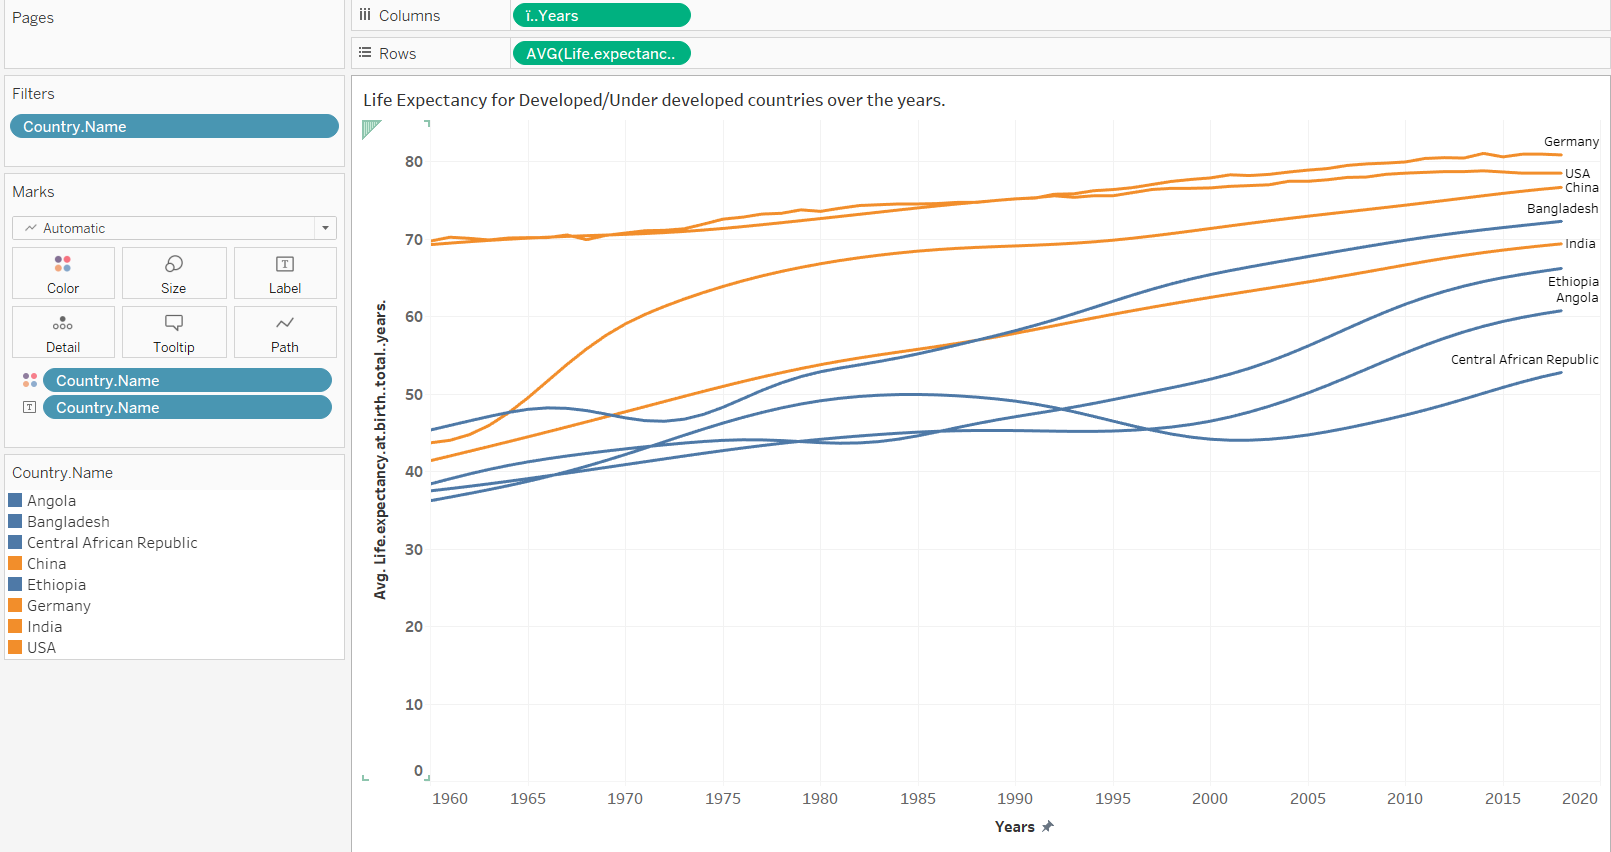 Pages
Columns
ï..Years
Rows
AVG(Life.expectanc..
Filters
Country.Name
Marks
Automatic
Color
Size
Label
Detail
Tooltip
Path
Country.Name
Country.Name
Country.Name
Angola
Bangladesh
Central African Republic
China
Ethiopia
Germany
India
USA
Life Expectancy for Developed/Under developed countries over the years.
Avg. Life.expectancy.at.birth.total..years.
80
70
60
50
40
30
20
10
0
Germany
USA
China
Bangladesh
India
Ethiopia
Angola
Central African Republic
1960 1965 1970 1975 1980 1985 1990 1995 2000 2005 2010 2015 2020
Years